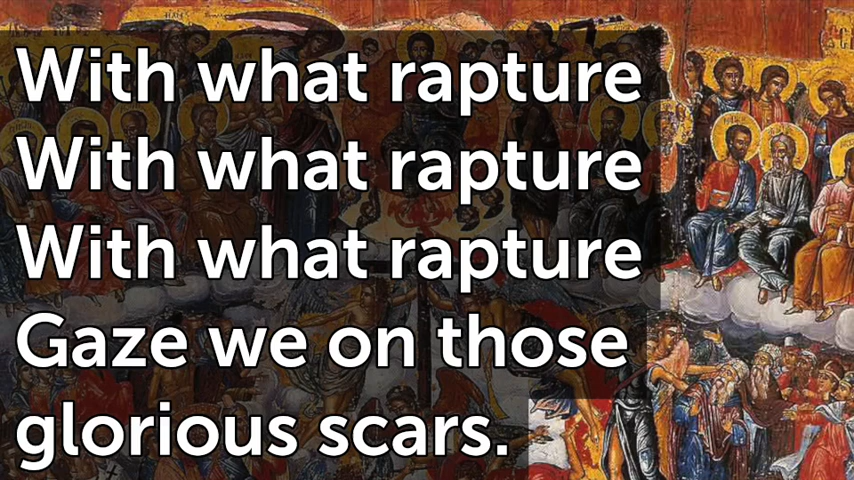 With what rapture
With what rapture
With what rapture
Gaze we on those
glorious scars.